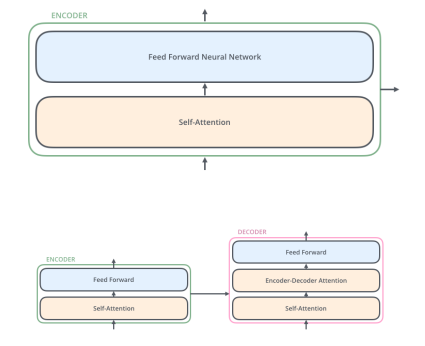 ENCODER
Feed Forward Neural Network
Self-Attention
DECODER
ENCODER
Feed Forward
Feed Forward
Encoder-Decoder Attention
Self-Attention
Self-Attention